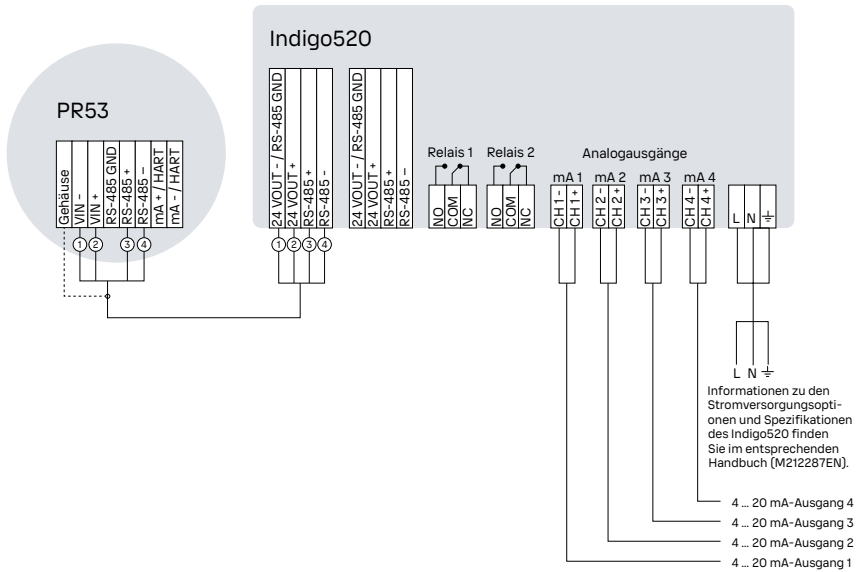 Indigo520
PR53
Gehäuse
VIN -
VIN +
RS-485 GND
RS-485 +
RS-485 –
mA + / HART
mA - / HART
1
2
3
4
24 VOUT - / RS-485 GND
24 VOUT +
RS-485 +
RS-485 -
1
2
3
4
24 VOUT - / RS-485 GND
24 VOUT +
RS-485+
RS-485 –
Relais 1
NO
COM
NC
Relais 2
NO
COM
NC
Analogausgänge
mA 1
CH 1 -
CH 1 +
mA 2
CH 2 -
CH 2 +
mA 3
CH 3 -
CH 3 +
mA 4
CH 4 -
CH 4 +
L N
L N
Informationen zu den
Stromversorgungsopti-
onen und Spezifikationen
des Indigo520 finden
Sie im entsprechenden
Handbuch (M212287EN).
4 ... 20 mA-Ausgang 4
4 ... 20 mA-Ausgang 3
4 ... 20 mA-Ausgang 2
4 ... 20 mA-Ausgang 1